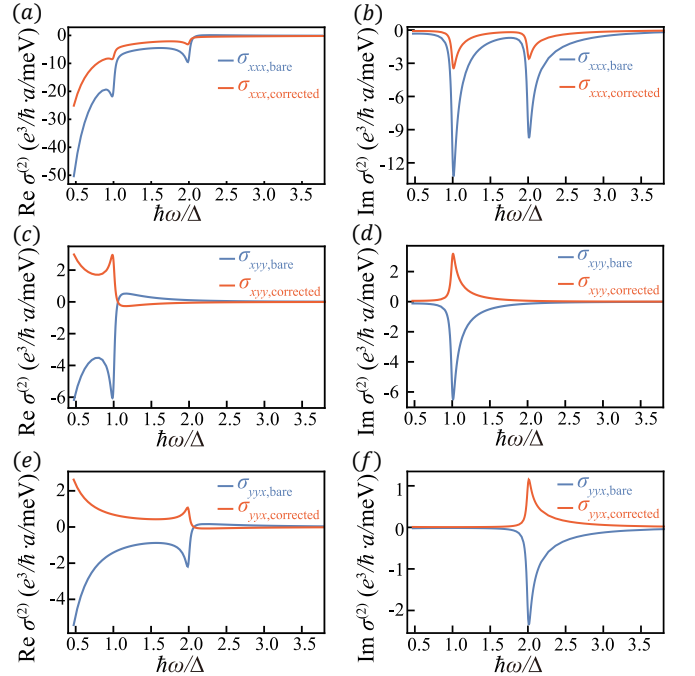 (a)
Re σ⁽²⁾ (e³/ħ·a/meV)
0
-10
-20
-30
-40
-50
σxxx,bare
σxxx,corrected
0.5 1.0 1.5 2.0 2.5 3.0 3.5
ħω/Δ
(b)
Im σ⁽²⁾ (e³/ħ·a/meV)
0
-3
-6
-9
-12
σxxx,bare
σxxx,corrected
0.5 1.0 1.5 2.0 2.5 3.0 3.5
ħω/Δ
(c)
Re σ⁽²⁾ (e³/ħ·a/meV)
2
0
-2
-4
-6
σxyy,bare
σxyy,corrected
0.5 1.0 1.5 2.0 2.5 3.0 3.5
ħω/Δ
(d)
Im σ⁽²⁾ (e³/ħ·a/meV)
2
0
-2
-4
-6
σxyy,bare
σxyy,corrected
0.5 1.0 1.5 2.0 2.5 3.0 3.5
ħω/Δ
(e)
Re σ⁽²⁾ (e³/ħ·a/meV)
2
0
-2
-4
σyyx,bare
σyyx,corrected
0.5 1.0 1.5 2.0 2.5 3.0 3.5
ħω/Δ
(f)
Im σ⁽²⁾ (e³/ħ·a/meV)
1
0
-1
-2
σyyx,bare
σyyx,corrected
0.5 1.0 1.5 2.0 2.5 3.0 3.5
ħω/Δ